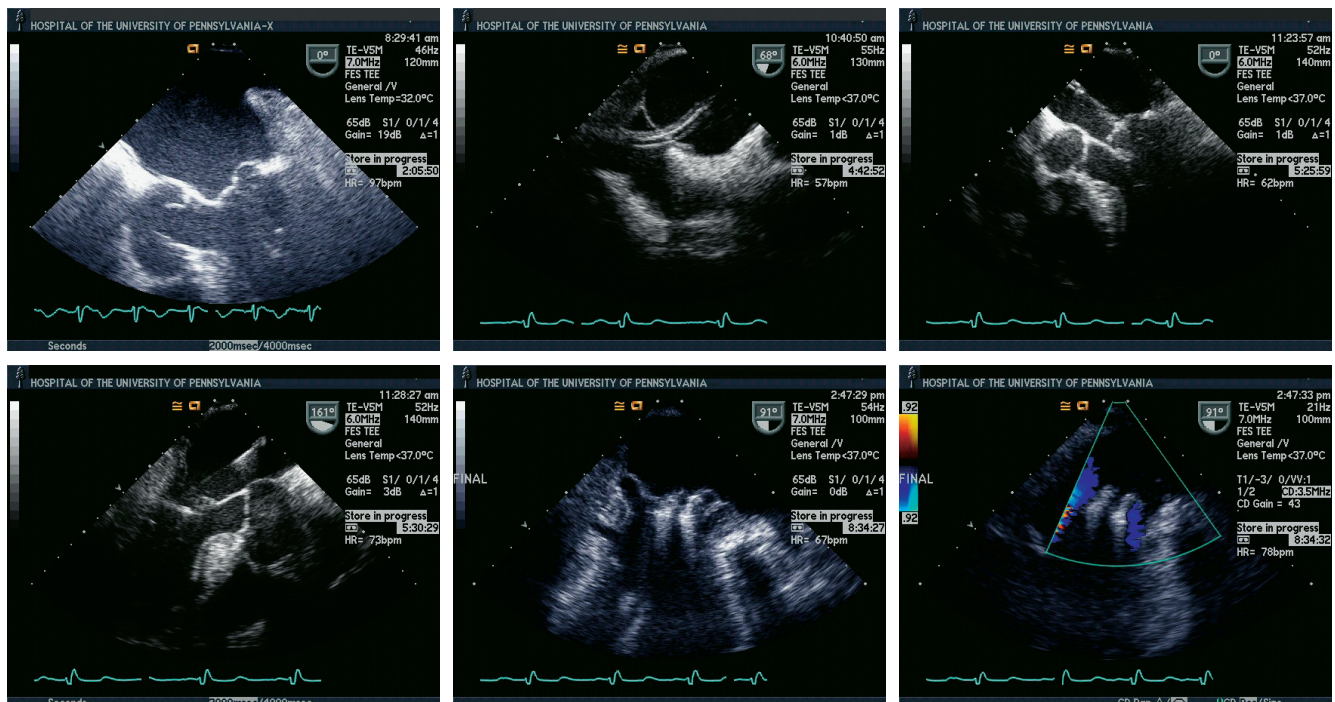 HOSPITAL OF THE UNIVERSITY OF PENNSYLVANIA-X
8:29:41 am
TE-V5M 46Hz
7.0MHz 120mm
FES TEE
General /V
Lens Temp=32.0°C
65dB S1/ 0/1/4
Gain= 19dB Δ=1
Store in progress
2:05:50
HR= 97bpm
0°
Seconds 2000msec/4000msec
HOSPITAL OF THE UNIVERSITY OF PENNSYLVANIA
10:40:50 am
TE-V5M 55Hz
6.0MHz 130mm
FES TEE
General
Lens Temp<37.0°C
65dB S1/ 0/1/4
Gain= 1dB Δ=1
Store in progress
4:42:52
HR= 57bpm
68°
HOSPITAL OF THE UNIVERSITY OF PENNSYLVANIA
11:23:57 am
TE-V5M 52Hz
6.0MHz 140mm
FES TEE
General
Lens Temp<37.0°C
65dB S1/ 0/1/4
Gain= 1dB Δ=1
Store in progress
5:25:59
HR= 62bpm
0°
HOSPITAL OF THE UNIVERSITY OF PENNSYLVANIA
11:28:27 am
TE-V5M 52Hz
6.0MHz 140mm
FES TEE
General
Lens Temp<37.0°C
65dB S1/ 0/1/4
Gain= 3dB Δ=1
Store in progress
5:30:29
HR= 73bpm
161°
Seconds 2000msec/4000msec
HOSPITAL OF THE UNIVERSITY OF PENNSYLVANIA
2:47:29 pm
TE-V5M 54Hz
7.0MHz 100mm
FES TEE
General /V
Lens Temp<37.0°C
65dB S1/ 0/1/4
Gain= 0dB Δ=1
Store in progress
8:34:27
HR= 67bpm
91°
FINAL
HOSPITAL OF THE UNIVERSITY OF PENNSYLVANIA
2:47:33 pm
TE-V5M 21Hz
7.0MHz 100mm
FES TEE
General /V
Lens Temp<37.0°C
T1/-3/ 0/VV:1
1/2 CD:3.5MHz
CD Gain = 43
Store in progress
8:34:32
HR= 78bpm
91°
.92
FINAL
.92